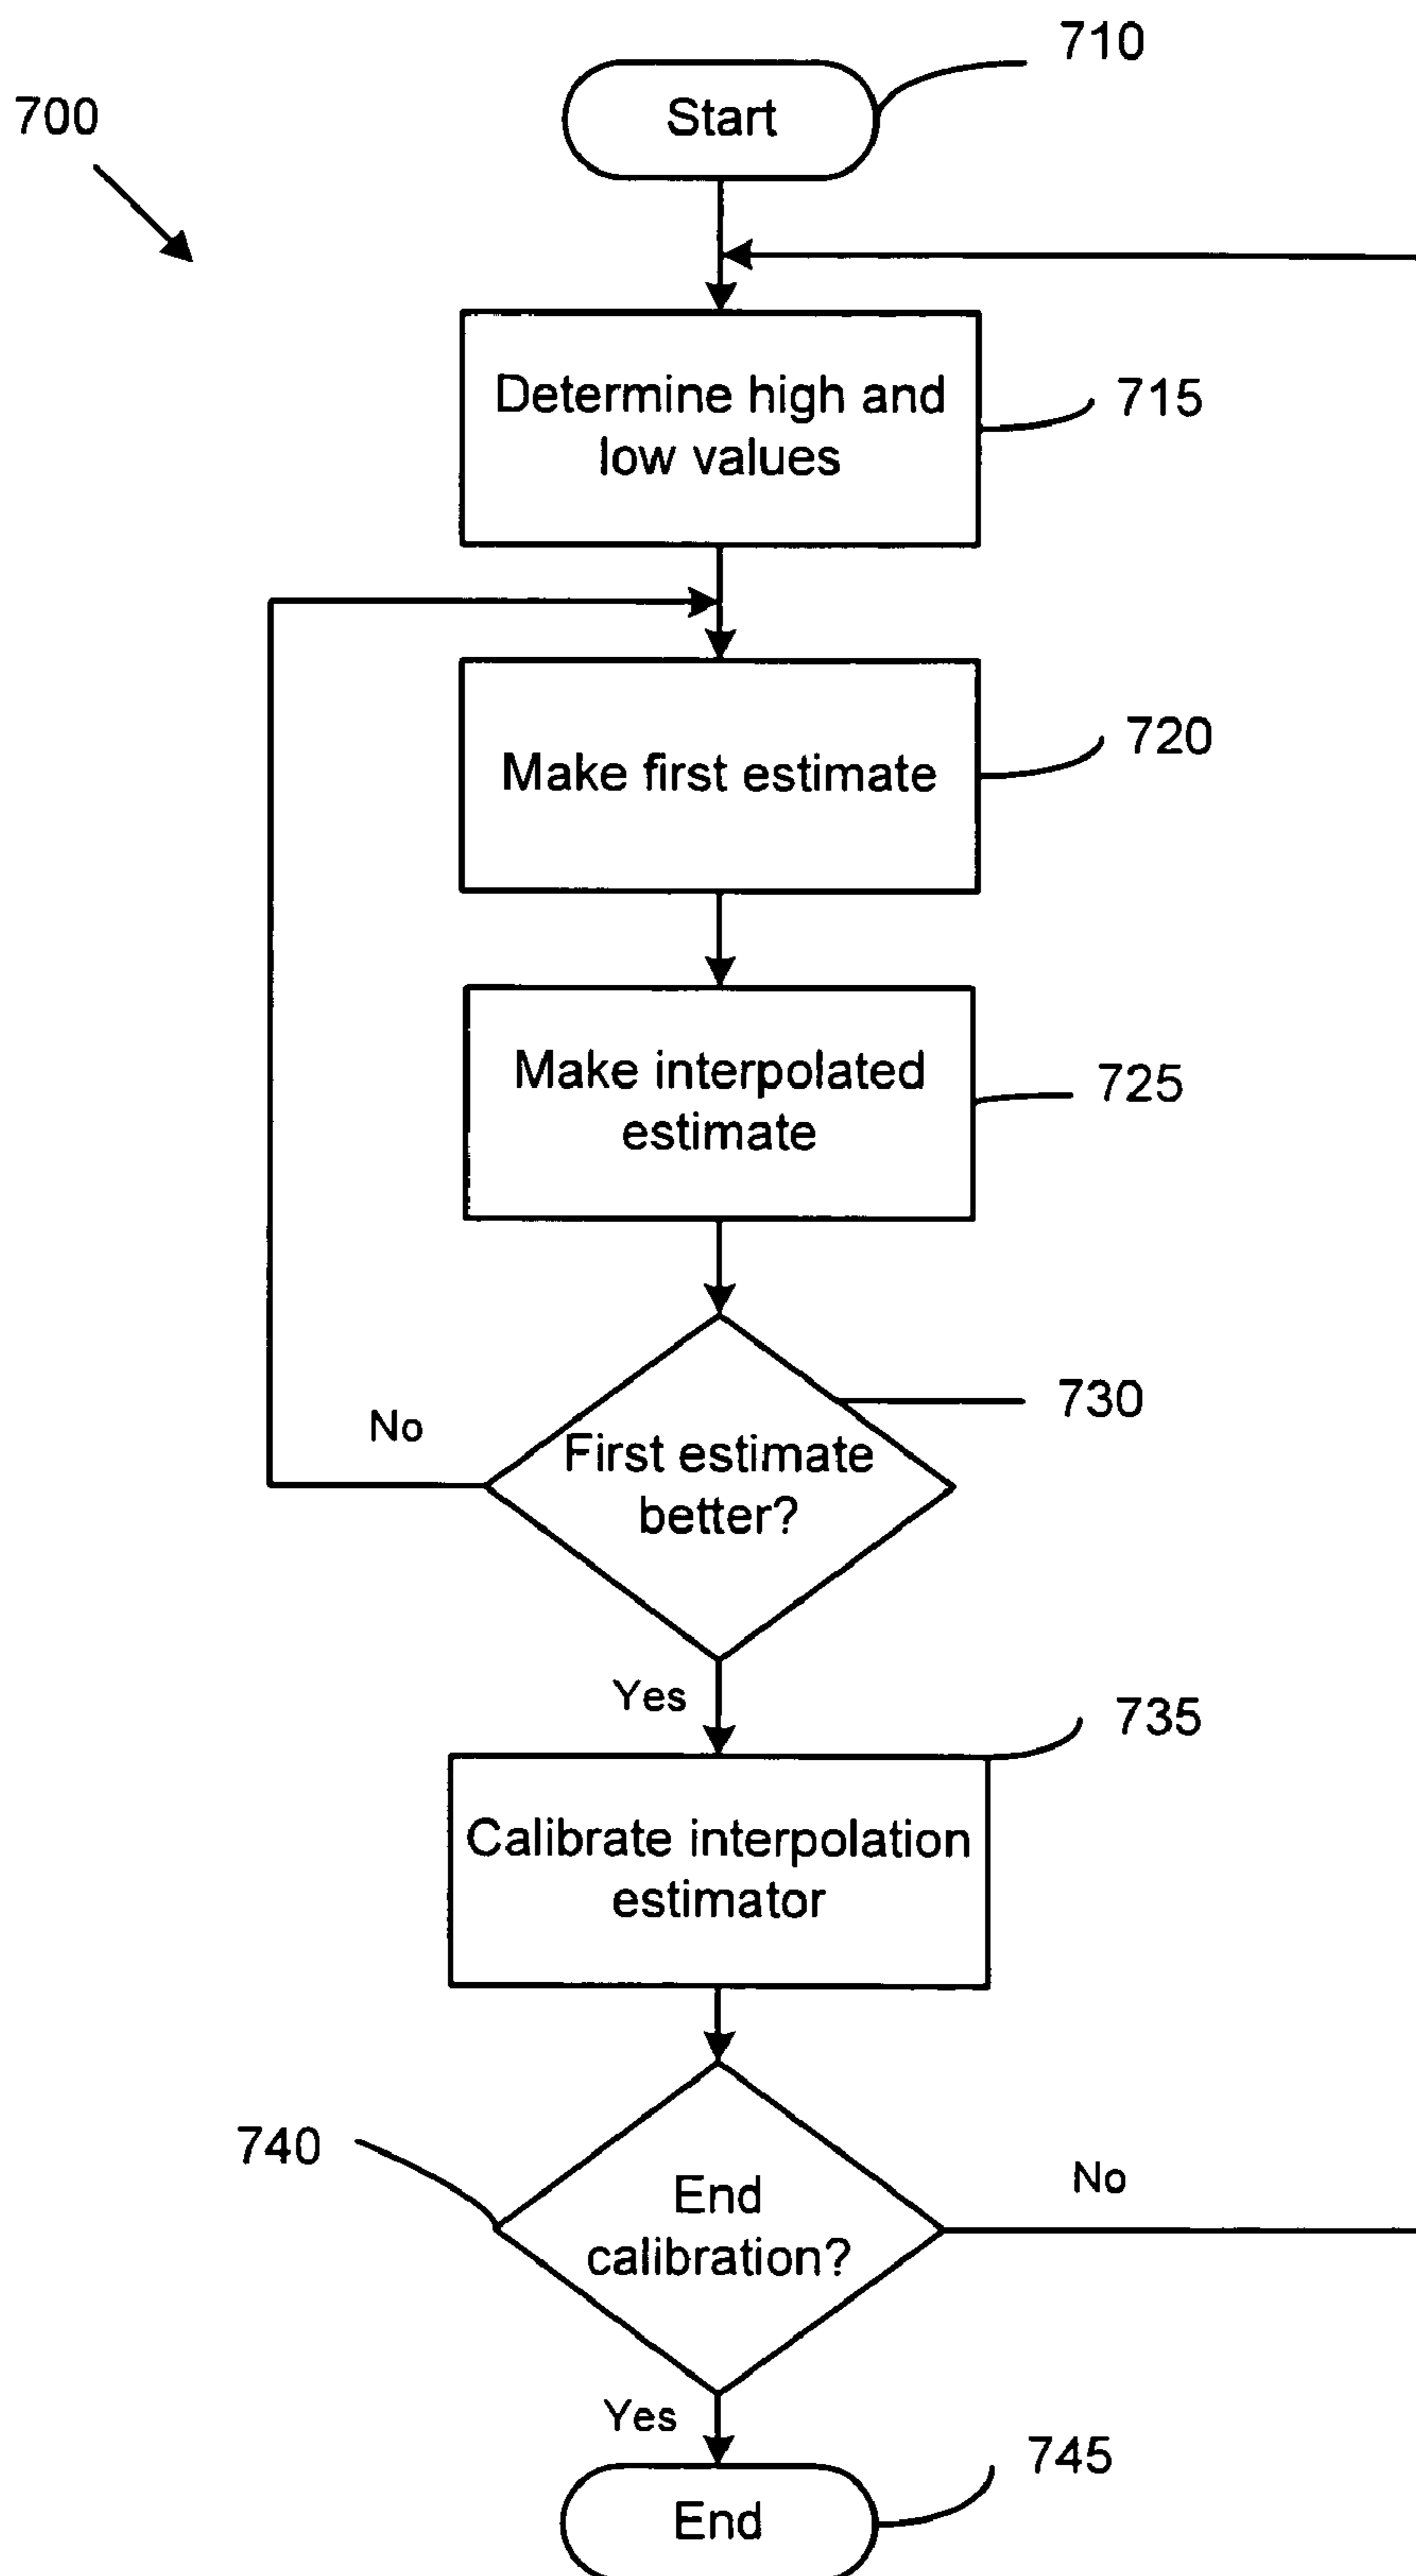 710
700
Start
Determine high and
low values
715
Make first estimate
720
Make interpolated
estimate
725
730
No
First estimate
better?
Yes
735
Calibrate interpolation
estimator
740
End
calibration?
No
Yes
745
End